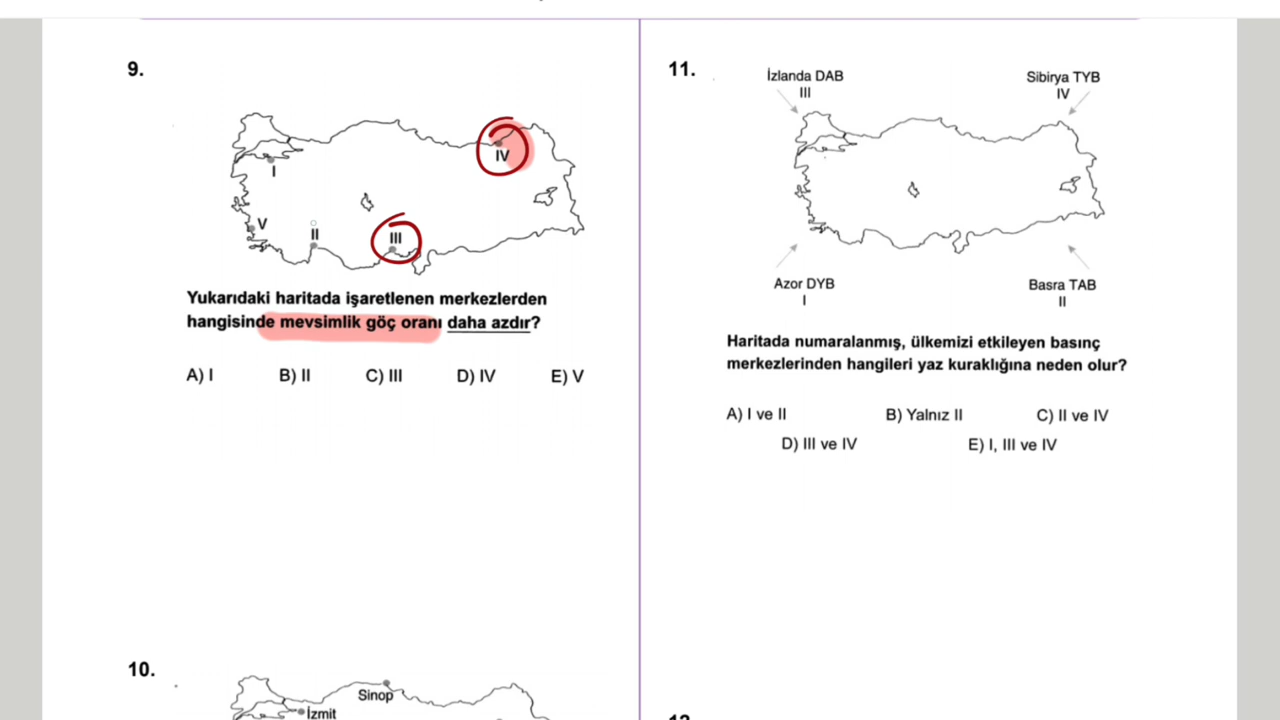 9.
IV
I
V
II
III
Yukarıdaki haritada işaretlenen merkezlerden
hangisinde mevsimlik göç oranı daha azdır?
A) I B) II C) III D) IV E) V
10.
Sinop
İzmit
11.
İzlanda DAB
III
Sibirya TYB
IV
Azor DYB
I
Basra TAB
II
Haritada numaralanmış, ülkemizi etkileyen basınç
merkezlerinden hangileri yaz kuraklığına neden olur?
A) I ve II B) Yalnız II C) II ve IV
D) III ve IV E) I, III ve IV